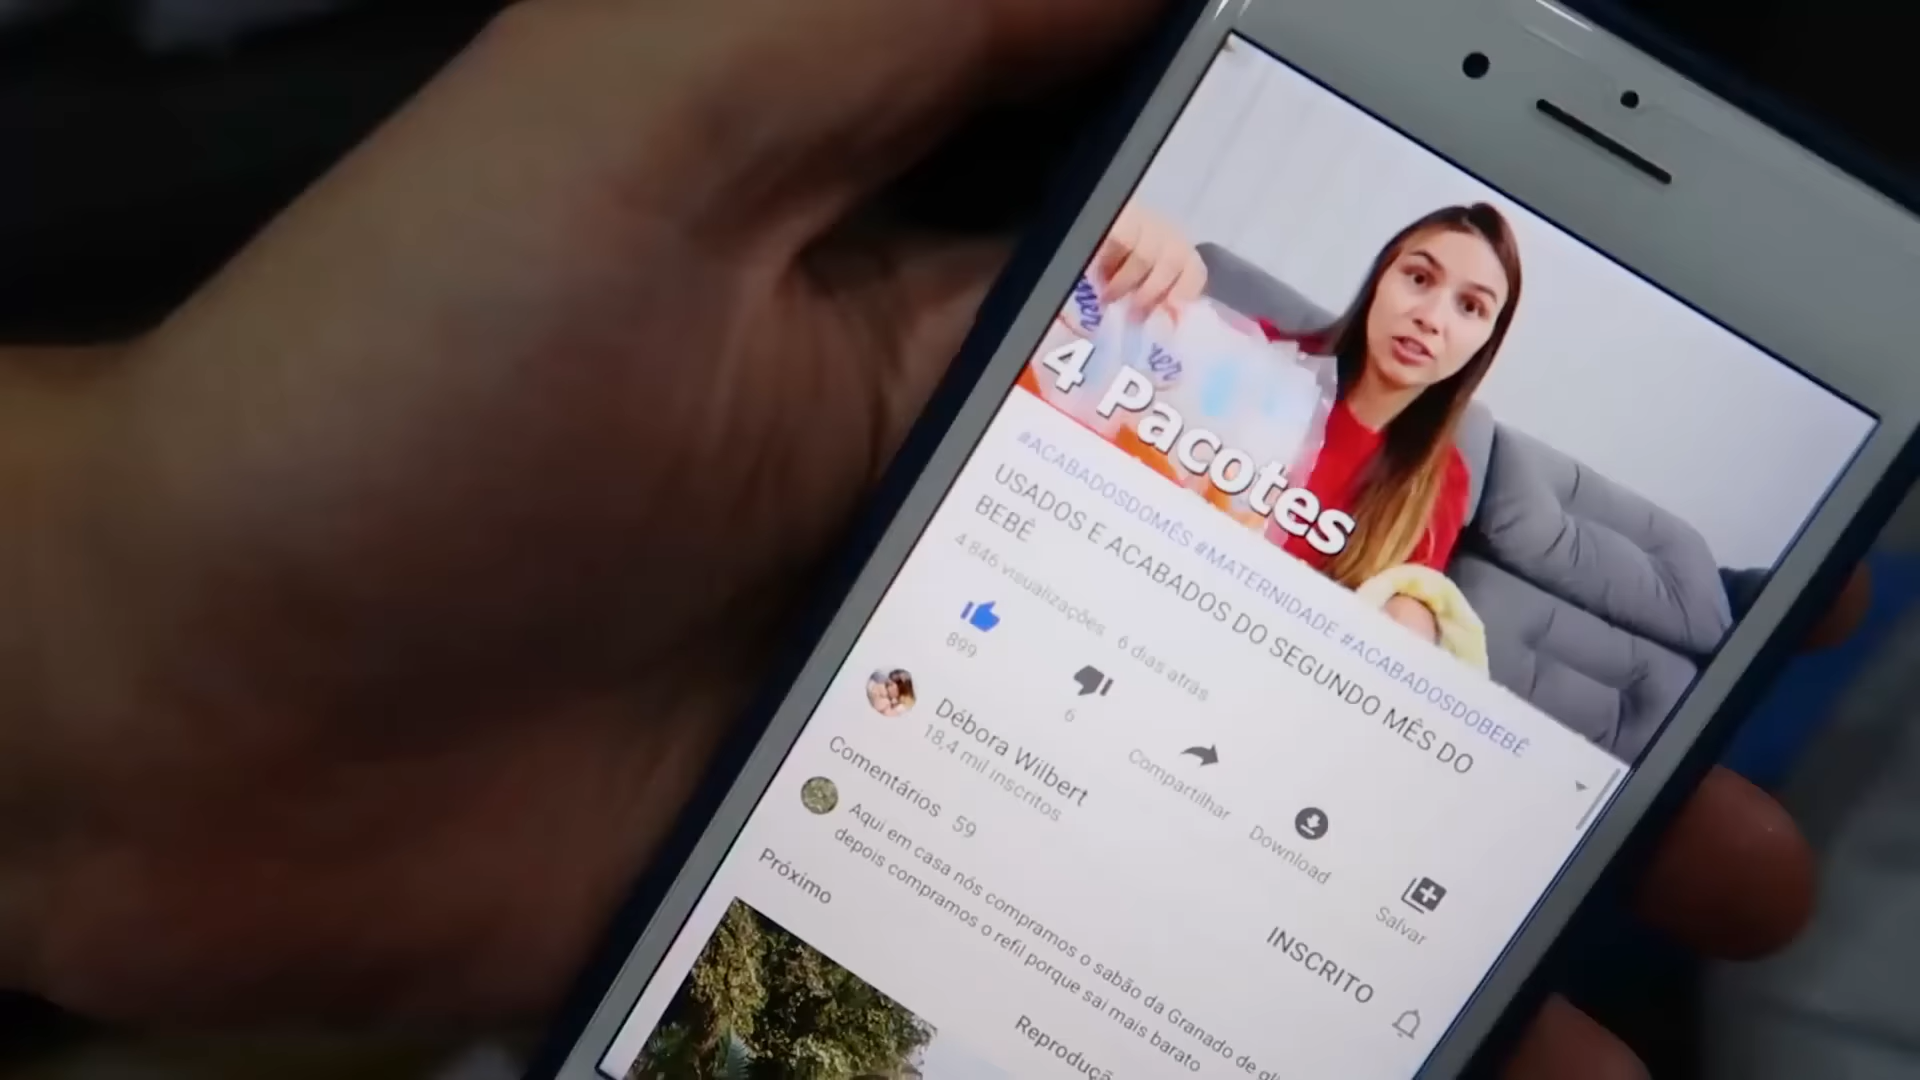 mer
4 Pacotes
#ACABADOSDOMÊS #MATERNIDADE #ACABADOSDOBEBÊ
USADOS E ACABADOS DO SEGUNDO MÊS DO
BEBÊ
4.846 visualizações 6 dias atrás
899
6
Compartilhar
Download
Salvar
Débora Wilbert
18,4 mil inscritos
INSCRITO
Comentários 59
Aqui em casa nós compramos o sabão da Granado de
depois compramos o refil porque sai mais barato
Próximo